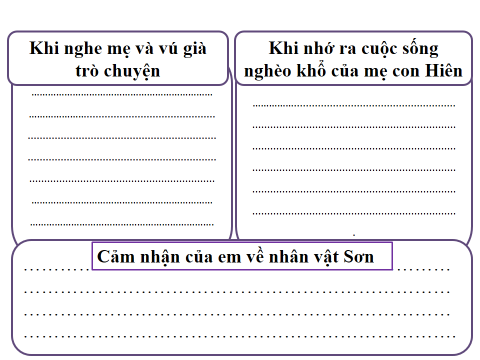 Khi nghe mẹ và vú già
trò chuyện
Khi nhớ ra cuộc sống
nghèo khổ của mẹ con Hiên
Cảm nhận của em về nhân vật Sơn